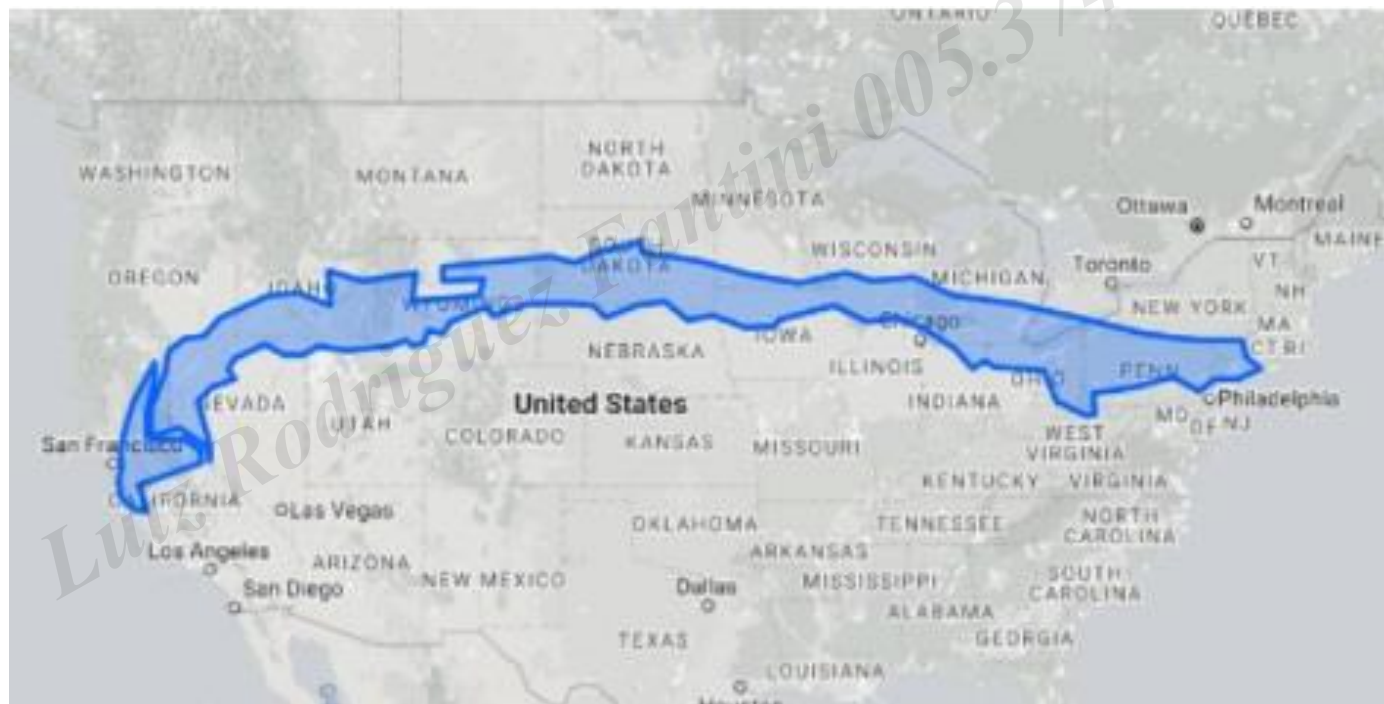 ONTARIO
QUÉBEC
NORTH
DAKOTA
WASHINGTON
MONTANA
MINNESOTA
Ottawa
Montreal
MAINE
WISCONSIN
VT
OREGON
IDAHO
SOUTH
DAKOTA
MICHIGAN
Toronto
NH
WYOMING
NEW YORK
MA
CT RI
Chicago
IOWA
NEBRASKA
ILLINOIS
OHIO
PENN
NEVADA
United States
INDIANA
Philadelphia
MD
DE NJ
UTAH
COLORADO
KANSAS
MISSOURI
WEST
VIRGINIA
San Francisco
KENTUCKY
VIRGINIA
CALIFORNIA
Las Vegas
OKLAHOMA
TENNESSEE
NORTH
CAROLINA
Los Angeles
ARIZONA
ARKANSAS
NEW MEXICO
MISSISSIPPI
SOUTH
CAROLINA
San Diego
Dallas
ALABAMA
TEXAS
GEORGIA
LOUISIANA
Houston
Luiz Rodriguez Fantini 005.374